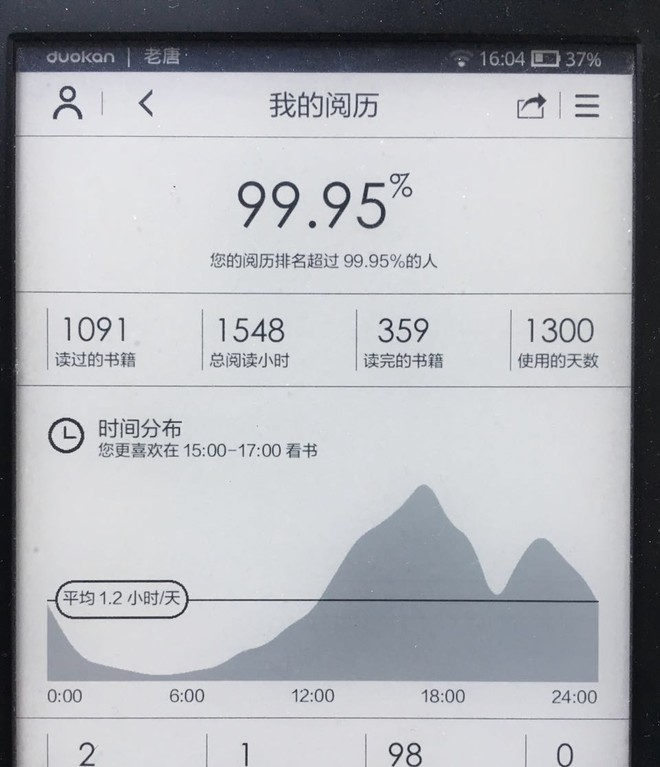 duokan | 老唐
16:04 37%
我的阅历
99.95%
您的阅历排名超过 99.95%的人
1091 1548 359 1300
读过的书籍 总阅读小时 读完的书籍 使用的天数
时间分布
您更喜欢在 15:00-17:00 看书
平均 1.2 小时/天
0:00 6:00 12:00 18:00 24:00
2 1 98 0